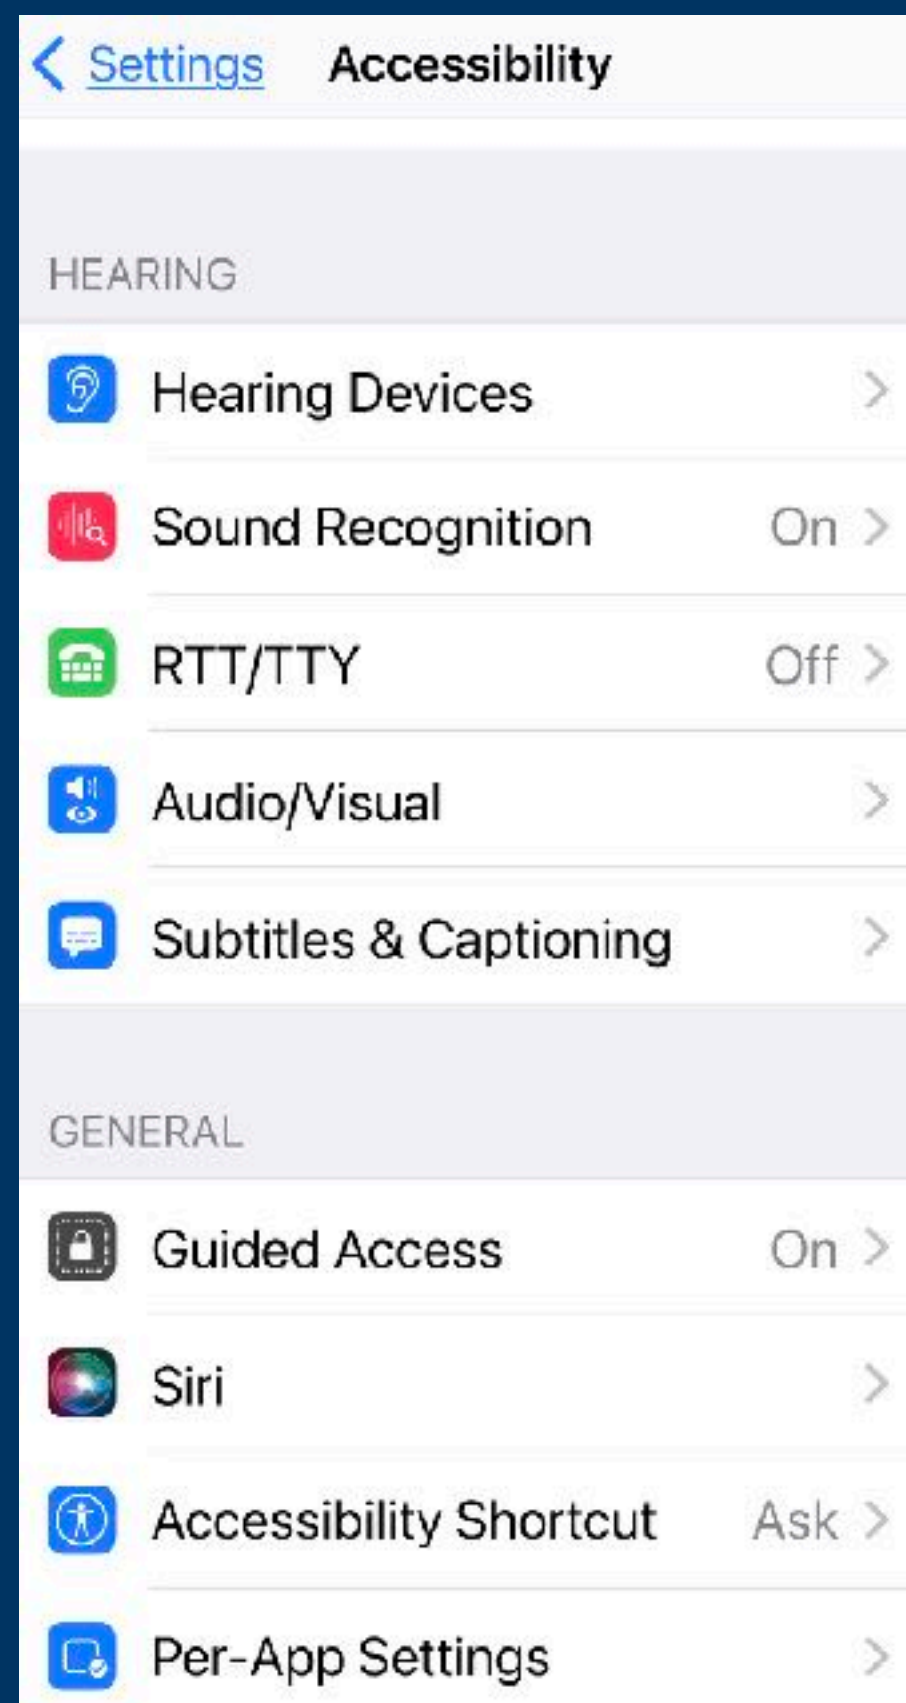 Settings Accessibility
HEARING
Hearing Devices
Sound Recognition On
RTT/TTY Off
Audio/Visual
Subtitles & Captioning
GENERAL
Guided Access On
Siri
Accessibility Shortcut Ask
Per-App Settings